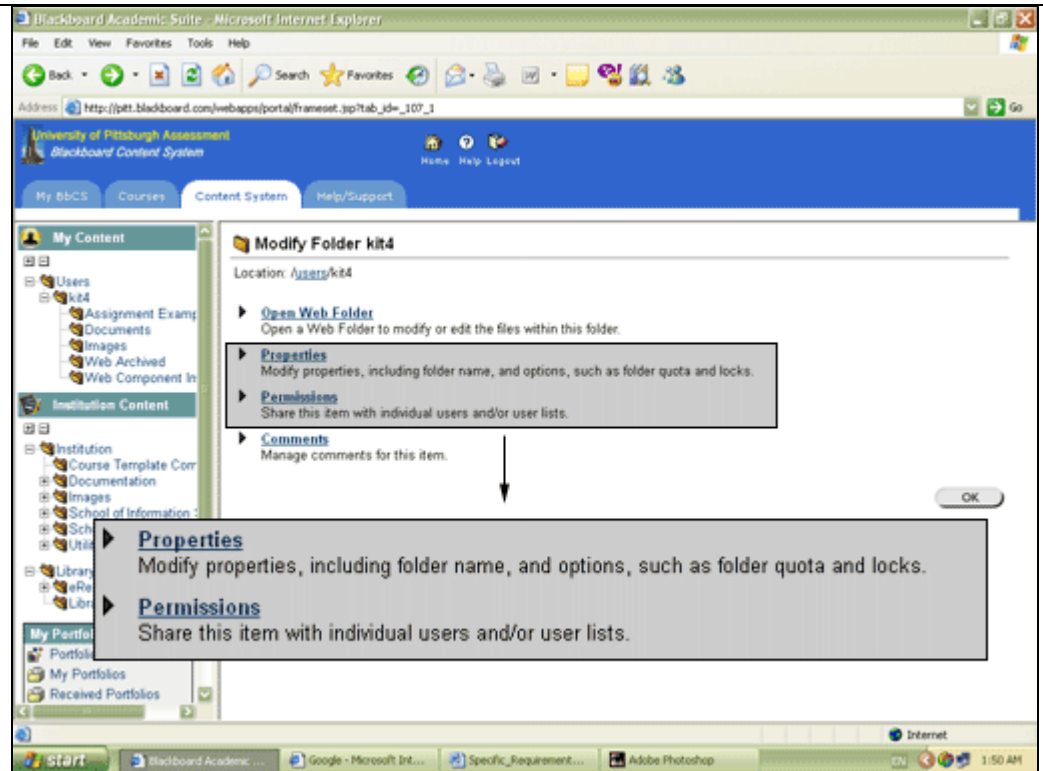 Blackboard Academic Suite - Microsoft Internet Explorer
File Edit View Favorites Tools Help
Back Search Favorites
Address http://pitt.blackboard.com/webapps/portal/frameset.jsp?tab_id=_107_1 Go
University of Pittsburgh Assessment
Blackboard Content System
Home Help Logout
My BbCS Courses Content System Help/Support
My Content
Users
kit4
Assignment Examp
Documents
Images
Web Archived
Web Component In
Institution Content
Institution
Course Template Com
Documentation
Images
School of Information S
Sch
Utili
Library
eRe
Libr
My Portfol
Portfoli
My Portfolios
Received Portfolios
Modify Folder kit4
Location: /users/kit4
Open Web Folder
Open a Web Folder to modify or edit the files within this folder.
Properties
Modify properties, including folder name, and options, such as folder quota and locks.
Permissions
Share this item with individual users and/or user lists.
Comments
Manage comments for this item.
OK
Properties
Modify properties, including folder name, and options, such as folder quota and locks.
Permissions
Share this item with individual users and/or user lists.
Internet
start Blackboard Academic ... Google - Microsoft Int... Specific_Requirement... Adobe Photoshop EN 1:50 AM